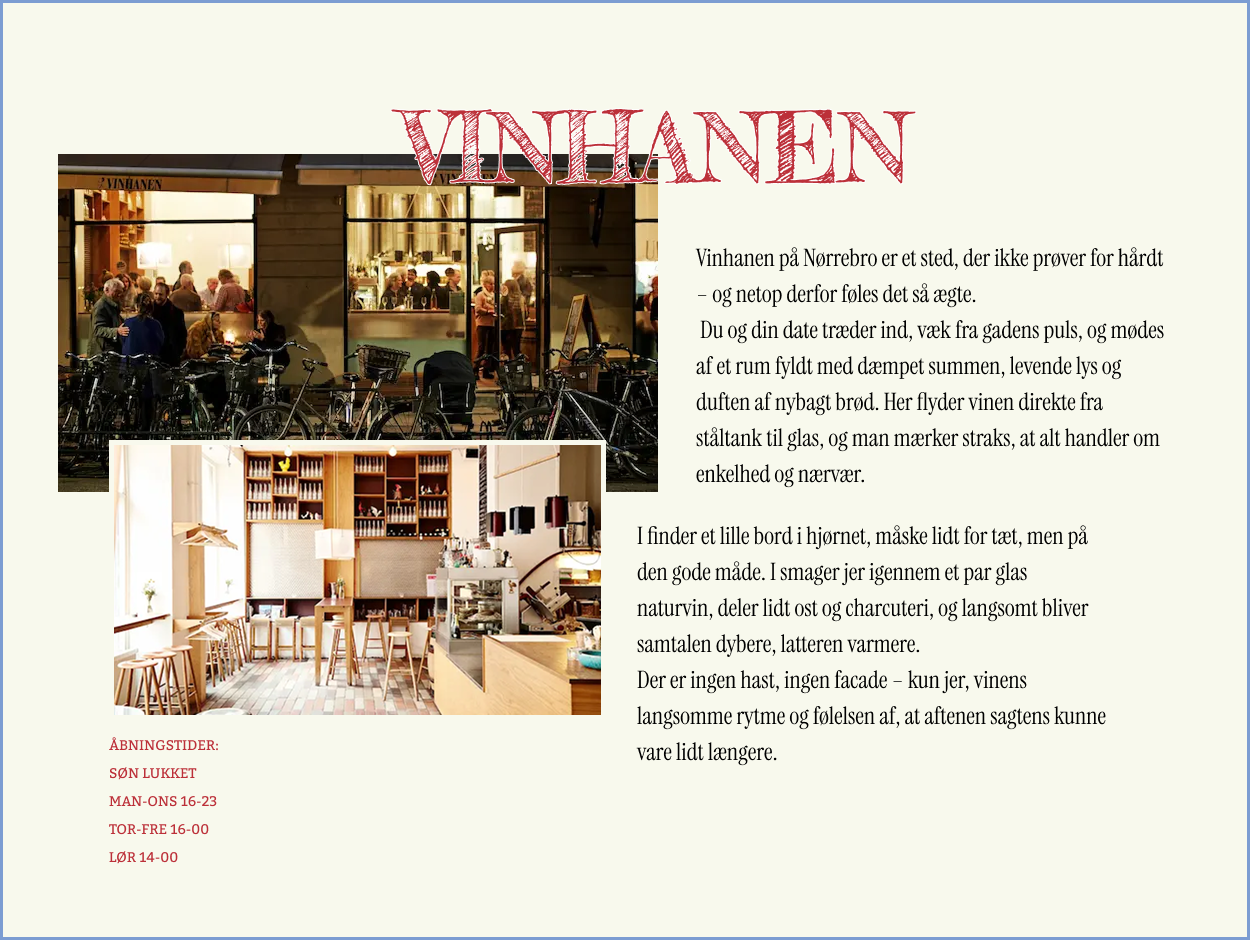 VINHANEN
VINHANEN
Vinhanen på Nørrebro er et sted, der ikke prøver for hårdt
– og netop derfor føles det så ægte.
Du og din date træder ind, væk fra gadens puls, og mødes
af et rum fyldt med dæmpet summen, levende lys og
duften af nybagt brød. Her flyder vinen direkte fra
ståltank til glas, og man mærker straks, at alt handler om
enkelhed og nærvær.
I finder et lille bord i hjørnet, måske lidt for tæt, men på
den gode måde. I smager jer igennem et par glas
naturvin, deler lidt ost og charcuteri, og langsomt bliver
samtalen dybere, latteren varmere.
Der er ingen hast, ingen facade – kun jer, vinens
langsomme rytme og følelsen af, at aftenen sagtens kunne
vare lidt længere.
ÅBNINGSTIDER:
SØN LUKKET
MAN-ONS 16-23
TOR-FRE 16-00
LØR 14-00